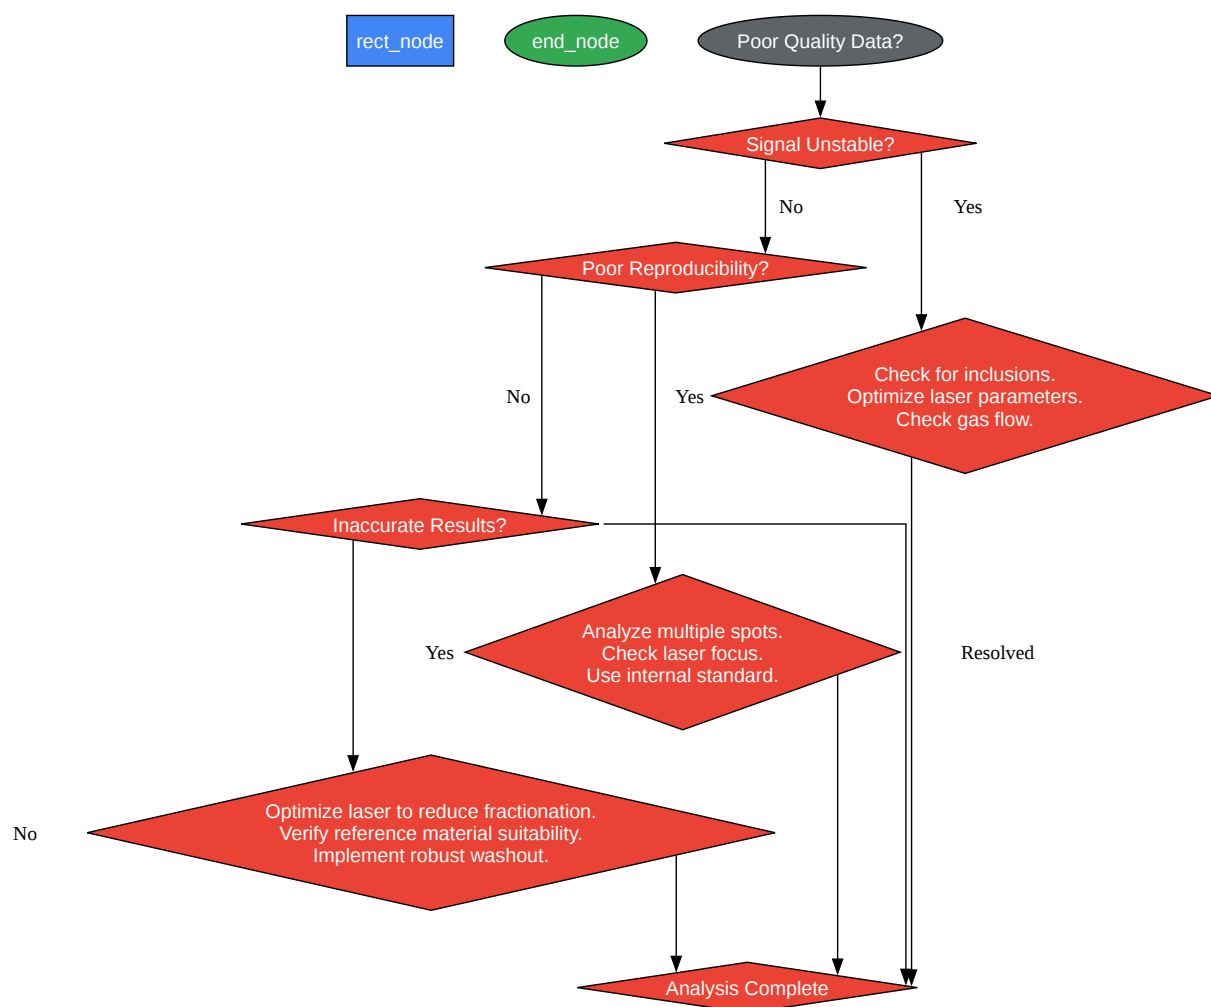 rect_node
end_node
Poor Quality Data?
Signal Unstable?
No
Yes
Poor Reproducibility?
Check for inclusions.
Optimize laser parameters.
Check gas flow.
No
Yes
Inaccurate Results?
Analyze multiple spots.
Check laser focus.
Use internal standard.
Yes
Resolved
Optimize laser to reduce fractionation.
Verify reference material suitability.
Implement robust washout.
No
Analysis Complete